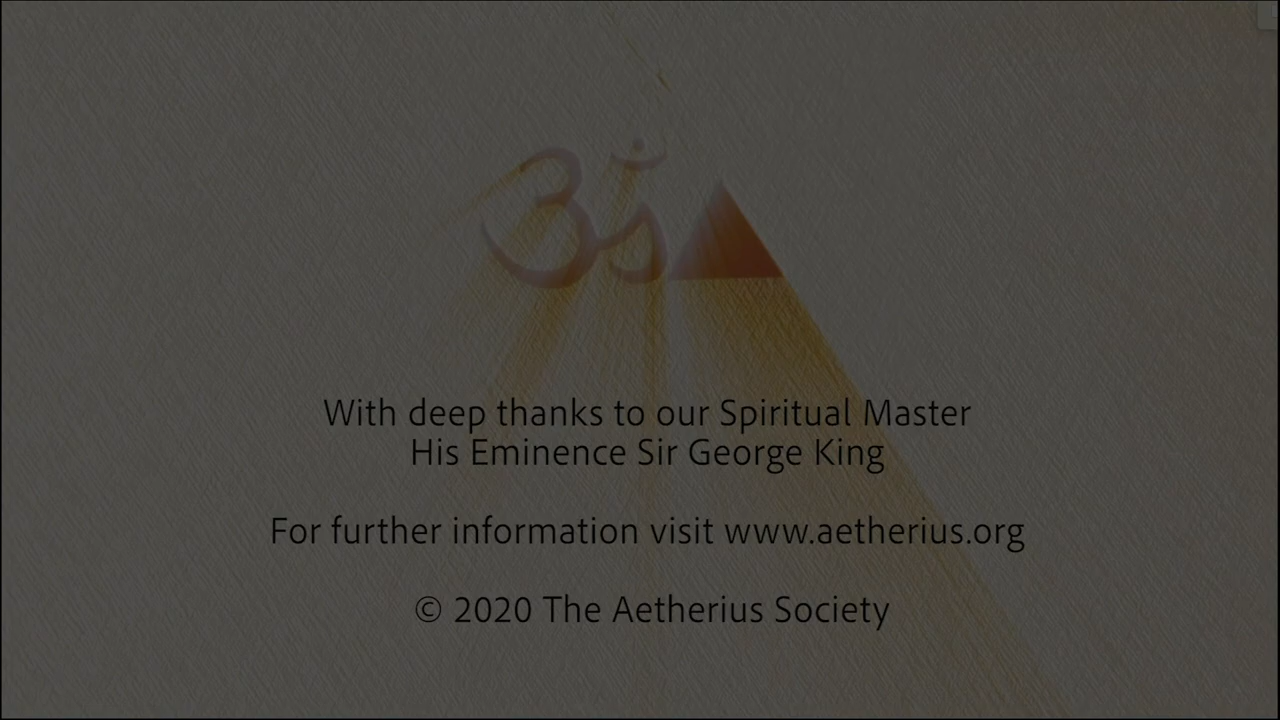 ॐ
With deep thanks to our Spiritual Master
His Eminence Sir George King
For further information visit www.aetherius.org
© 2020 The Aetherius Society